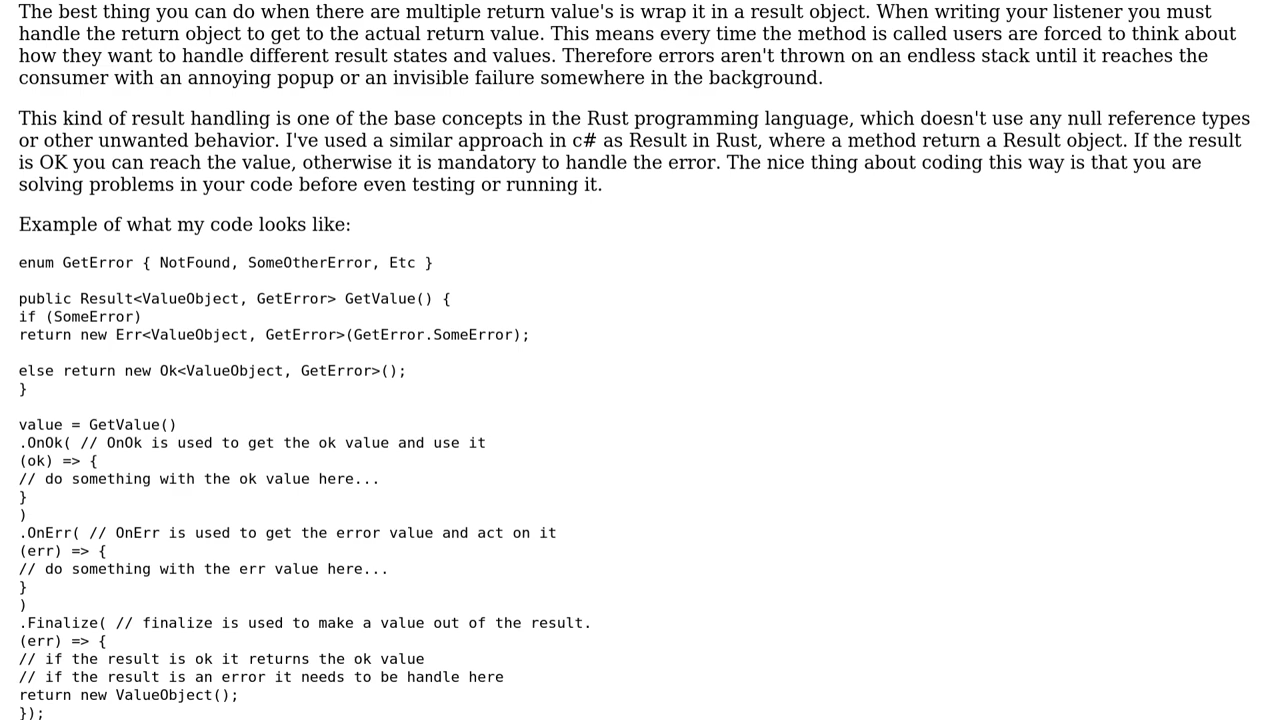 The best thing you can do when there are multiple return value's is wrap it in a result object. When writing your listener you must
handle the return object to get to the actual return value. This means every time the method is called users are forced to think about
how they want to handle different result states and values. Therefore errors aren't thrown on an endless stack until it reaches the
consumer with an annoying popup or an invisible failure somewhere in the background.
This kind of result handling is one of the base concepts in the Rust programming language, which doesn't use any null reference types
or other unwanted behavior. I've used a similar approach in c# as Result in Rust, where a method return a Result object. If the result
is OK you can reach the value, otherwise it is mandatory to handle the error. The nice thing about coding this way is that you are
solving problems in your code before even testing or running it.
Example of what my code looks like:
enum GetError { NotFound, SomeOtherError, Etc }
public Result<ValueObject, GetError> GetValue() {
if (SomeError)
return new Err<ValueObject, GetError>(GetError.SomeError);
else return new Ok<ValueObject, GetError>();
}
value = GetValue()
.OnOk( // OnOk is used to get the ok value and use it
(ok) => {
// do something with the ok value here...
}
)
.OnErr( // OnErr is used to get the error value and act on it
(err) => {
// do something with the err value here...
}
)
.Finalize( // finalize is used to make a value out of the result.
(err) => {
// if the result is ok it returns the ok value
// if the result is an error it needs to be handle here
return new ValueObject();
});